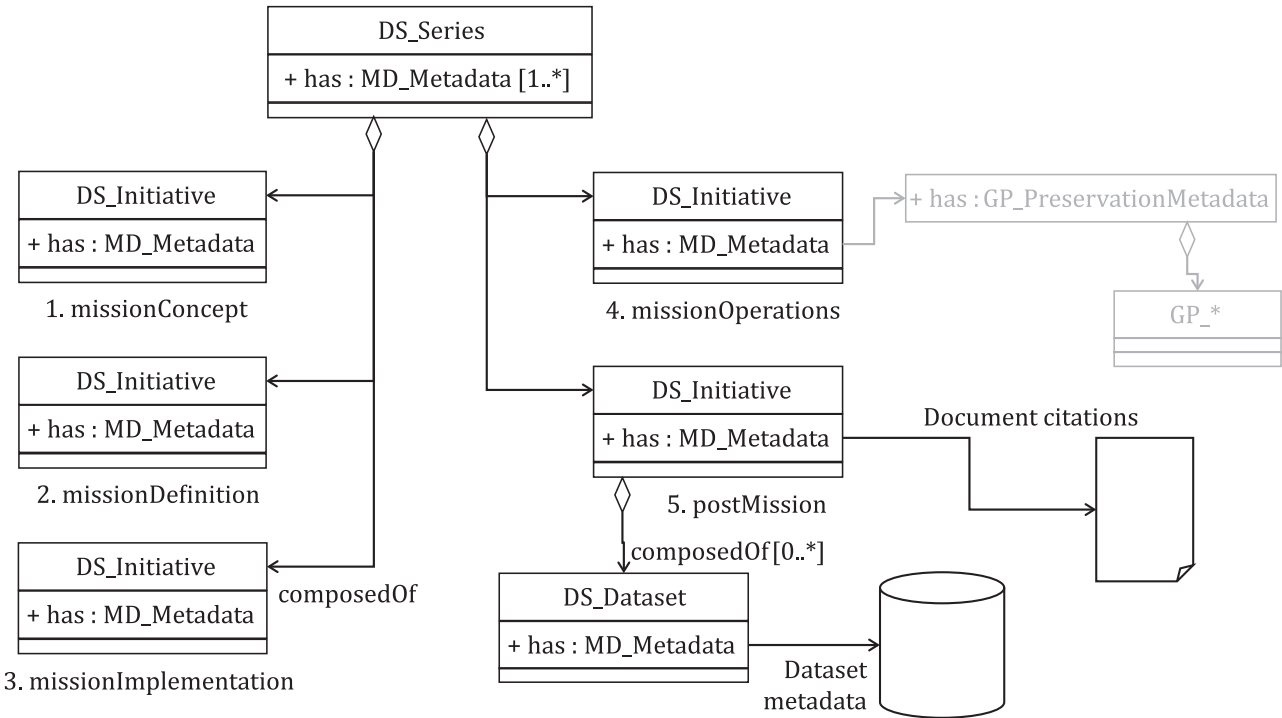 DS_Series
+ has : MD_Metadata [1..*]
DS_Initiative
+ has : MD_Metadata
1. missionConcept
DS_Initiative
+ has : MD_Metadata
2. missionDefinition
DS_Initiative
+ has : MD_Metadata
3. missionImplementation
composedOf
DS_Initiative
+ has : MD_Metadata
4. missionOperations
+ has : GP_PreservationMetadata
GP_*
DS_Initiative
+ has : MD_Metadata
5. postMission
Document citations
composedOf [0..*]
DS_Dataset
+ has : MD_Metadata
Dataset
metadata